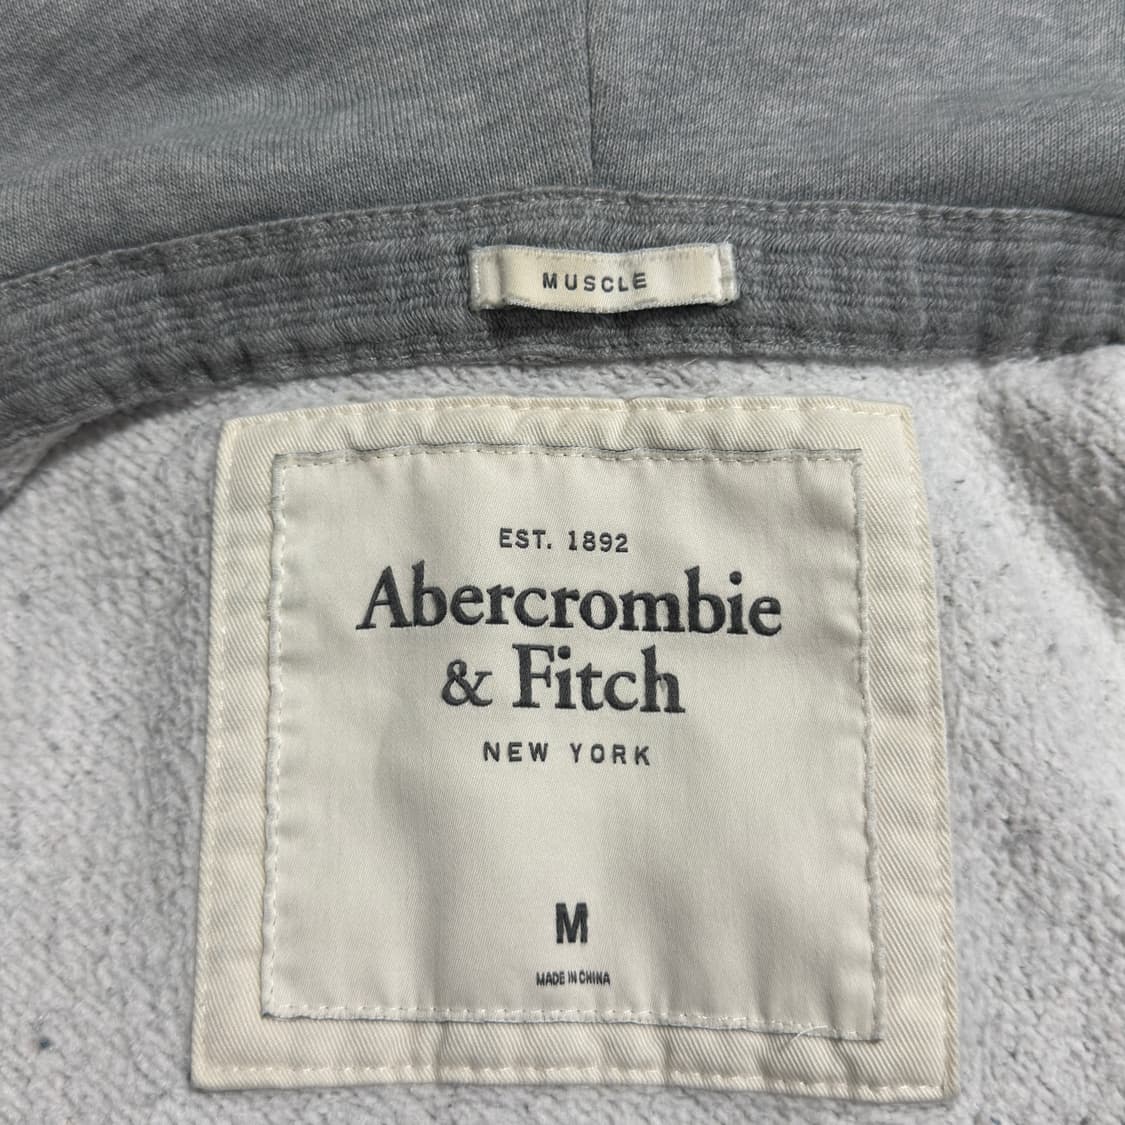 MUSCLE
EST. 1892
Abercrombie
& Fitch
NEW YORK
M
MADE IN CHINA